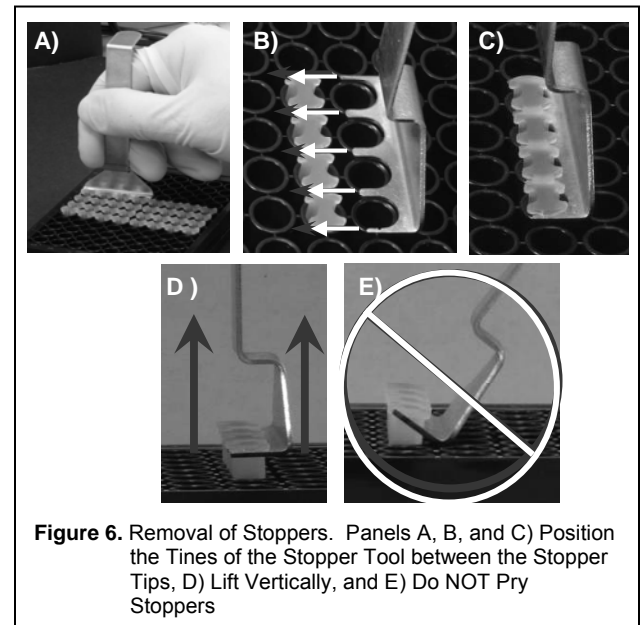 A)
B)
C)
D )
E)
Figure 6. Removal of Stoppers. Panels A, B, and C) Position
the Tines of the Stopper Tool between the Stopper
Tips, D) Lift Vertically, and E) Do NOT Pry
Stoppers